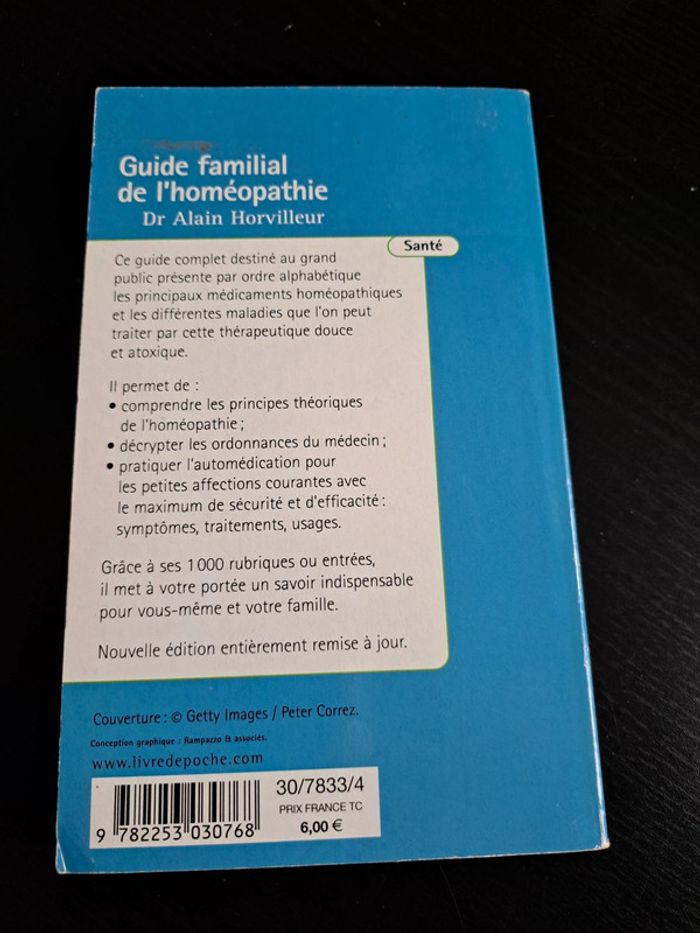 Guide familial
de l'homéopathie
Dr Alain Horvilleur
Santé
Ce guide complet destiné au grand
public présente par ordre alphabétique
les principaux médicaments homéopathiques
et les différentes maladies que l'on peut
traiter par cette thérapeutique douce
et atoxique.
Il permet de :
• comprendre les principes théoriques
de l'homéopathie ;
• décrypter les ordonnances du médecin ;
• pratiquer l'automédication pour
les petites affections courantes avec
le maximum de sécurité et d'efficacité :
symptômes, traitements, usages.
Grâce à ses 1 000 rubriques ou entrées,
il met à votre portée un savoir indispensable
pour vous-même et votre famille.
Nouvelle édition entièrement remise à jour.
Couverture : © Getty Images / Peter Correz.
Conception graphique : Rampazzo & associés.
www.livredepoche.com
9 782253 030768
30/7833/4
PRIX FRANCE TC
6,00 €